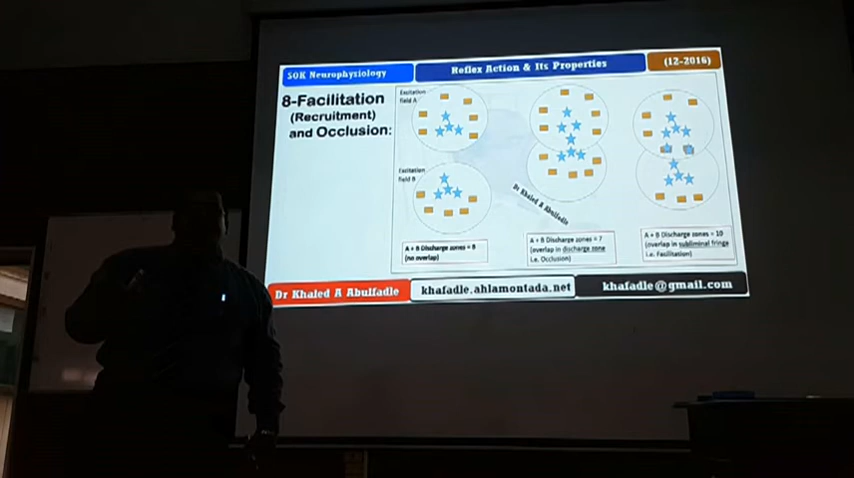 SOK Neurophysiology
Reflex Action & Its Properties
(12-2016)
8-Facilitation
(Recruitment)
and Occlusion:
Excitation
field A
Excitation
field B
Dr Khaled A Abulfadle
A + B Discharge zones = 8
(no overlap)
A + B Discharge zones = 7
(overlap in discharge zone
i.e. Occlusion)
A + B Discharge zones = 10
(overlap in subliminal fringe
i.e. Facilitation)
Dr Khaled A Abulfadle
khafadle.ahlamontada.net
khafadle@gmail.com